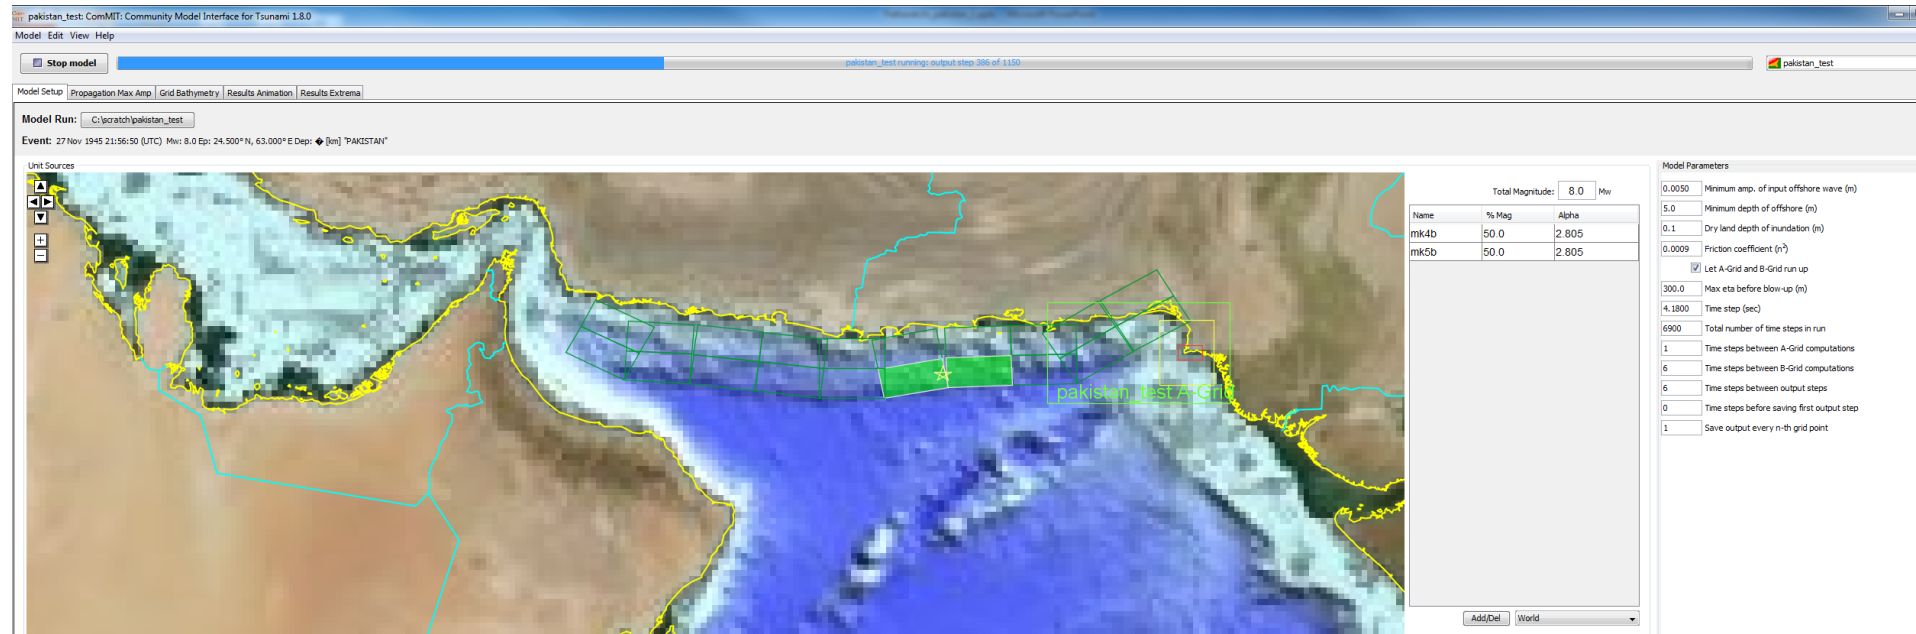 pakistan_test: ComMIT: Community Model Interface for Tsunami 1.8.0
Model Edit View Help
Stop model
pakistan_test running: output step 386 of 1150
pakistan_test
Model Setup Propagation Max Amp Grid Bathymetry Results Animation Results Extrema
Model Run: C:\scratch\pakistan_test
Event: 27 Nov 1945 21:56:50 (UTC) Mw: 8.0 Ep: 24.500° N, 63.000° E Dep: � [km] "PAKISTAN"
Unit Sources
pakistan_test A-Grid
Total Magnitude: 8.0 Mw
Name % Mag Alpha
mk4b 50.0 2.805
mk5b 50.0 2.805
Add/Del World
Model Parameters
0.0050 Minimum amp. of input offshore wave (m)
5.0 Minimum depth of offshore (m)
0.1 Dry land depth of inundation (m)
0.0009 Friction coefficient (n²)
Let A-Grid and B-Grid run up
300.0 Max eta before blow-up (m)
4.1800 Time step (sec)
6900 Total number of time steps in run
1 Time steps between A-Grid computations
6 Time steps between B-Grid computations
6 Time steps between output steps
0 Time steps before saving first output step
1 Save output every n-th grid point